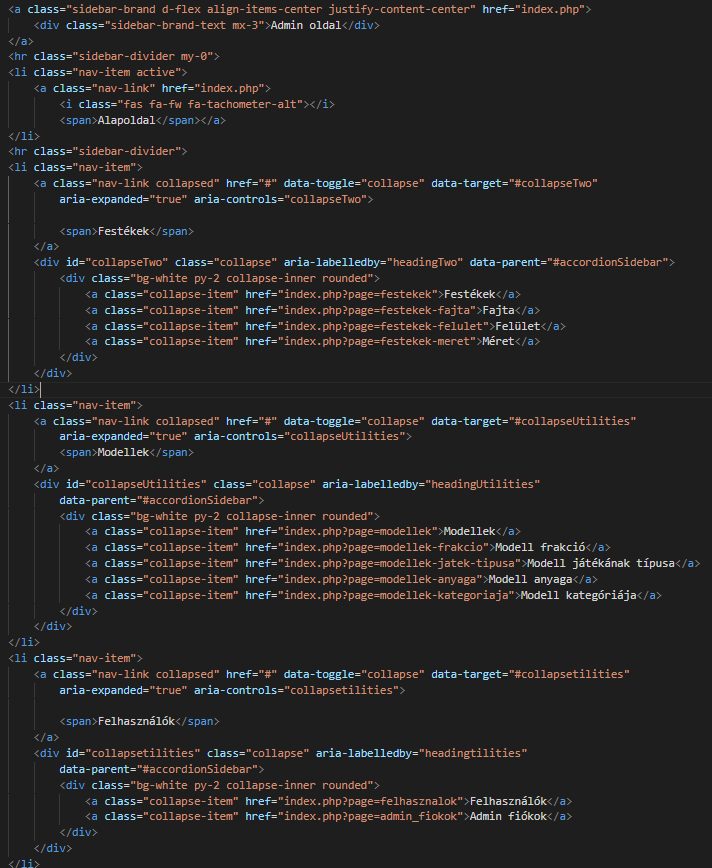 <a class="sidebar-brand d-flex align-items-center justify-content-center" href="index.php">
    <div class="sidebar-brand-text mx-3">Admin oldal</div>
</a>
<hr class="sidebar-divider my-0">
<li class="nav-item active">
    <a class="nav-link" href="index.php">
        <i class="fas fa-fw fa-tachometer-alt"></i>
        <span>Alapoldal</span></a>
</li>
<hr class="sidebar-divider">
<li class="nav-item">
    <a class="nav-link collapsed" href="#" data-toggle="collapse" data-target="#collapseTwo"
        aria-expanded="true" aria-controls="collapseTwo">
        <span>Festékek</span>
    </a>
    <div id="collapseTwo" class="collapse" aria-labelledby="headingTwo" data-parent="#accordionSidebar">
        <div class="bg-white py-2 collapse-inner rounded">
            <a class="collapse-item" href="index.php?page=festekek">Festékek</a>
            <a class="collapse-item" href="index.php?page=festekek-fajta">Fajta</a>
            <a class="collapse-item" href="index.php?page=festekek-felulet">Felület</a>
            <a class="collapse-item" href="index.php?page=festekek-meret">Méret</a>
        </div>
    </div>
</li>
<li class="nav-item">
    <a class="nav-link collapsed" href="#" data-toggle="collapse" data-target="#collapseUtilities"
        aria-expanded="true" aria-controls="collapseUtilities">
        <span>Modellek</span>
    </a>
    <div id="collapseUtilities" class="collapse" aria-labelledby="headingUtilities"
        data-parent="#accordionSidebar">
        <div class="bg-white py-2 collapse-inner rounded">
            <a class="collapse-item" href="index.php?page=modellek">Modellek</a>
            <a class="collapse-item" href="index.php?page=modellek-frakcio">Modell frakció</a>
            <a class="collapse-item" href="index.php?page=modellek-jatek-tipusa">Modell játékának típusa</a>
            <a class="collapse-item" href="index.php?page=modellek-anyaga">Modell anyaga</a>
            <a class="collapse-item" href="index.php?page=modellek-kategoriaja">Modell kategóriája</a>
        </div>
    </div>
</li>
<li class="nav-item">
    <a class="nav-link collapsed" href="#" data-toggle="collapse" data-target="#collapsetilities"
        aria-expanded="true" aria-controls="collapsetilities">
        <span>Felhasználók</span>
    </a>
    <div id="collapsetilities" class="collapse" aria-labelledby="headingtilities"
        data-parent="#accordionSidebar">
        <div class="bg-white py-2 collapse-inner rounded">
            <a class="collapse-item" href="index.php?page=felhasznalok">Felhasználók</a>
            <a class="collapse-item" href="index.php?page=admin_fiokok">Admin fiókok</a>
        </div>
    </div>
</li>